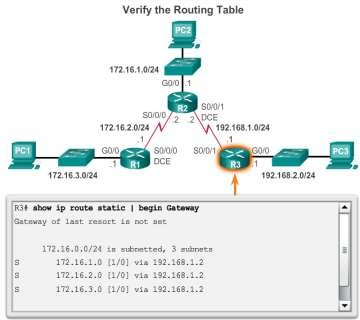 Verify the Routing Table
PC2
172.16.1.0/24
G0/0
.1
R2
S0/0/0
.2
.2
S0/0/1
DCE
172.16.2.0/24
192.168.1.0/24
PC1
G0/0
.1
.1
S0/0/0
DCE
R1
172.16.3.0/24
.1
S0/0/1
R3
G0/0
.1
PC3
192.168.2.0/24
R3# show ip route static | begin Gateway
Gateway of last resort is not set
172.16.0.0/24 is subnetted, 3 subnets
S 172.16.1.0 [1/0] via 192.168.1.2
S 172.16.2.0 [1/0] via 192.168.1.2
S 172.16.3.0 [1/0] via 192.168.1.2